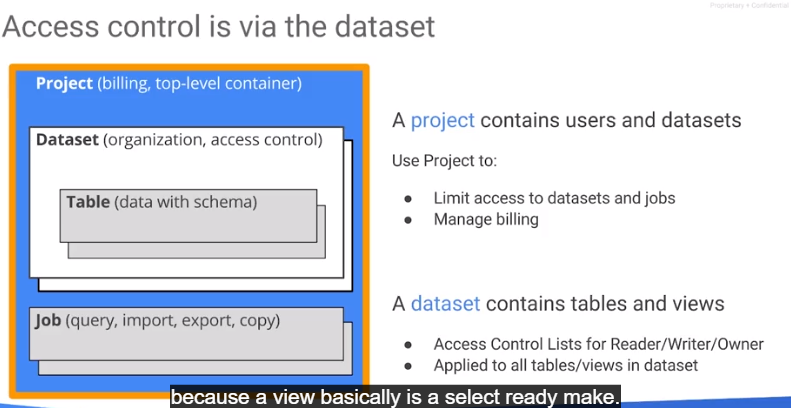 Proprietary + Confidential
Access control is via the dataset
Project (billing, top-level container)
Dataset (organization, access control)
Table (data with schema)
Job (query, import, export, copy)
A project contains users and datasets
Use Project to:
● Limit access to datasets and jobs
● Manage billing
A dataset contains tables and views
● Access Control Lists for Reader/Writer/Owner
● Applied to all tables/views in dataset
because a view basically is a select ready make.